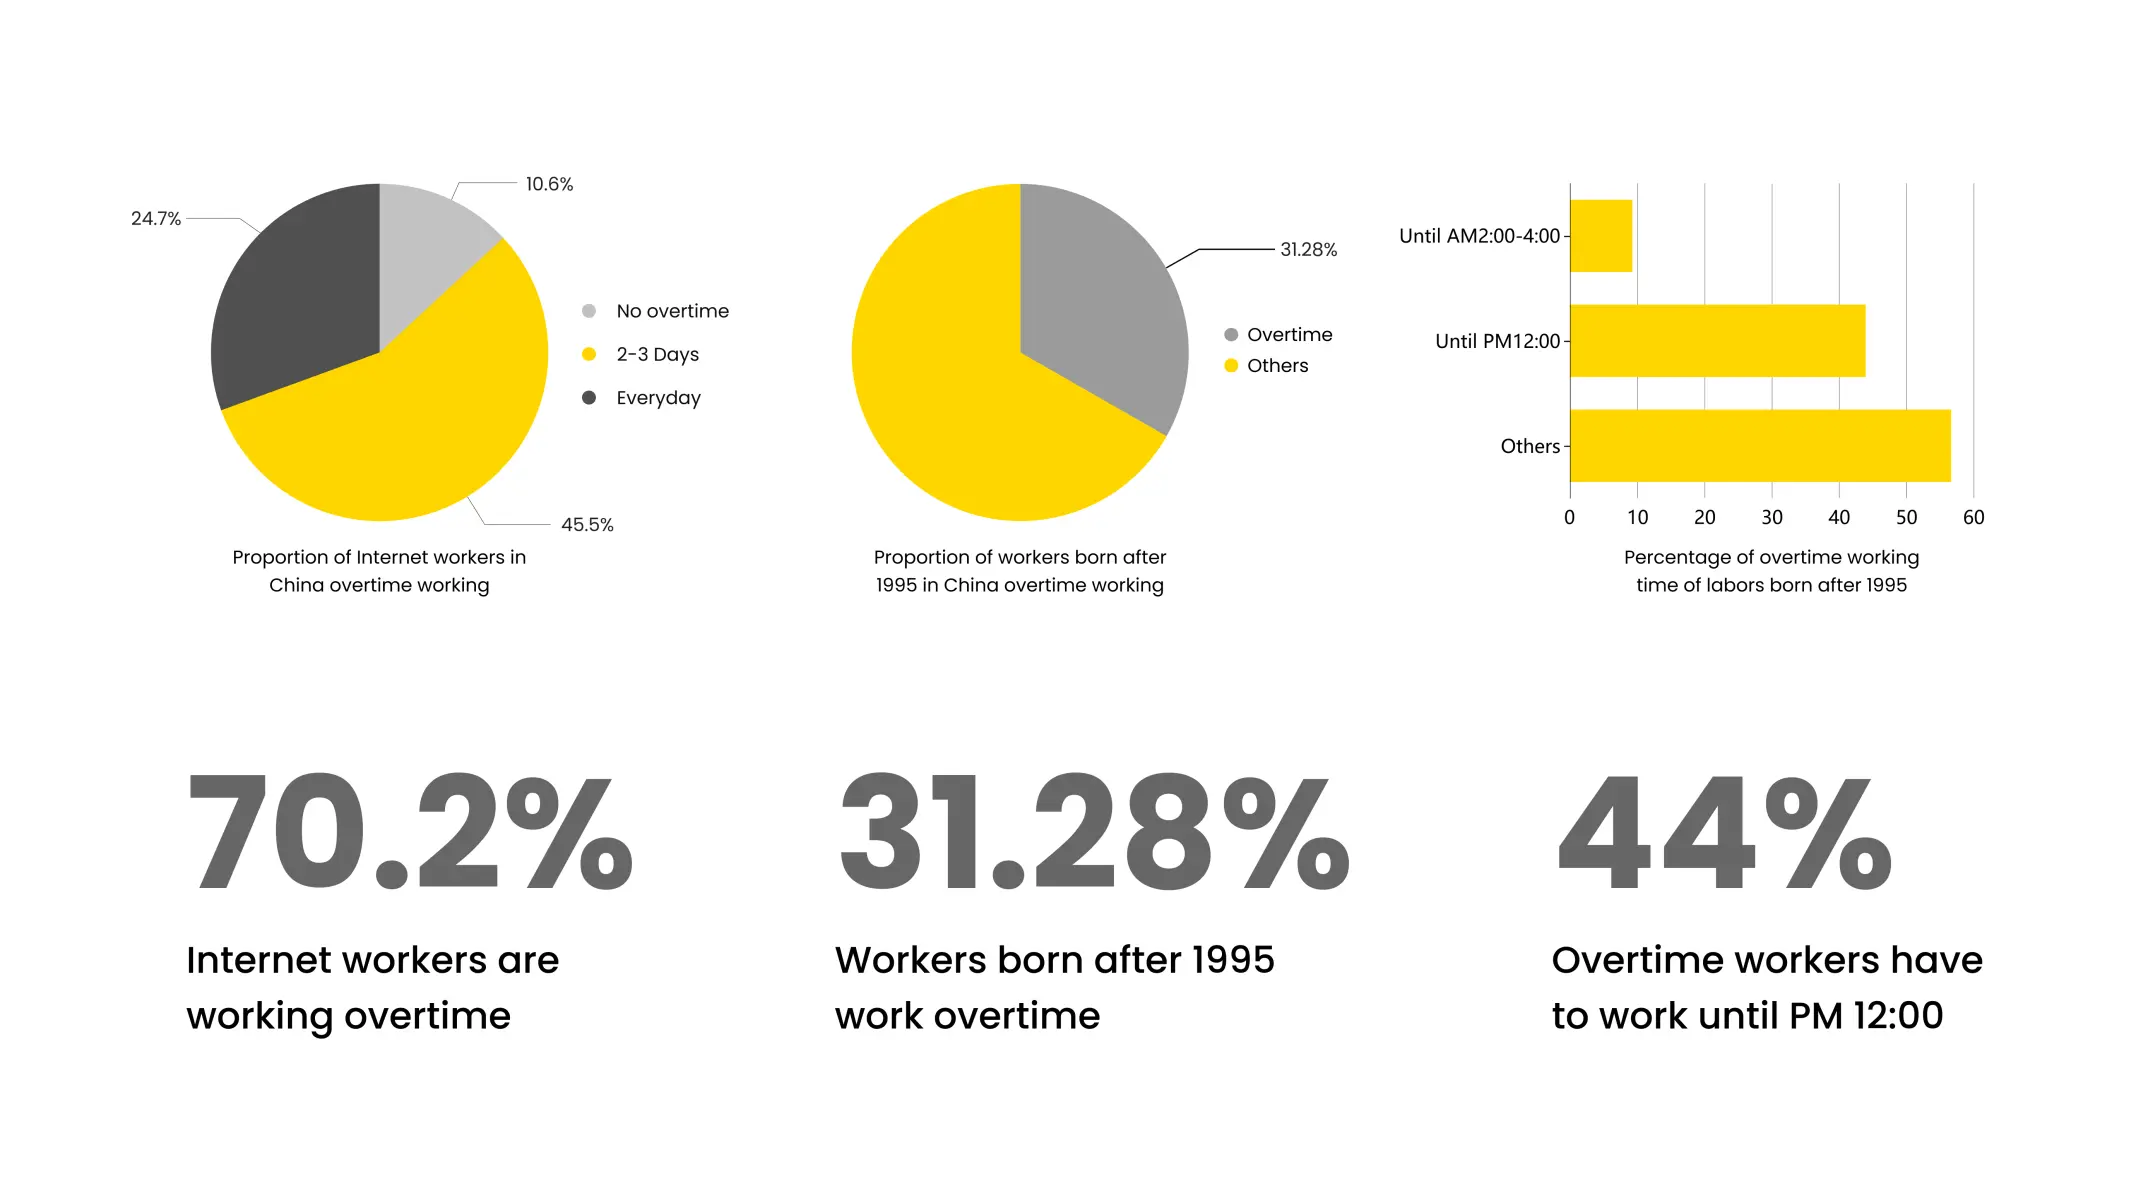 10.6%
24.7%
No overtime
2-3 Days
Everyday
45.5%
Proportion of Internet workers in
China overtime working
31.28%
Overtime
Others
Proportion of workers born after
1995 in China overtime working
Until AM2:00-4:00
Until PM12:00
Others
0 10 20 30 40 50 60
Percentage of overtime working
time of labors born after 1995
70.2%
Internet workers are
working overtime
31.28%
Workers born after 1995
work overtime
44%
Overtime workers have
to work until PM 12:00